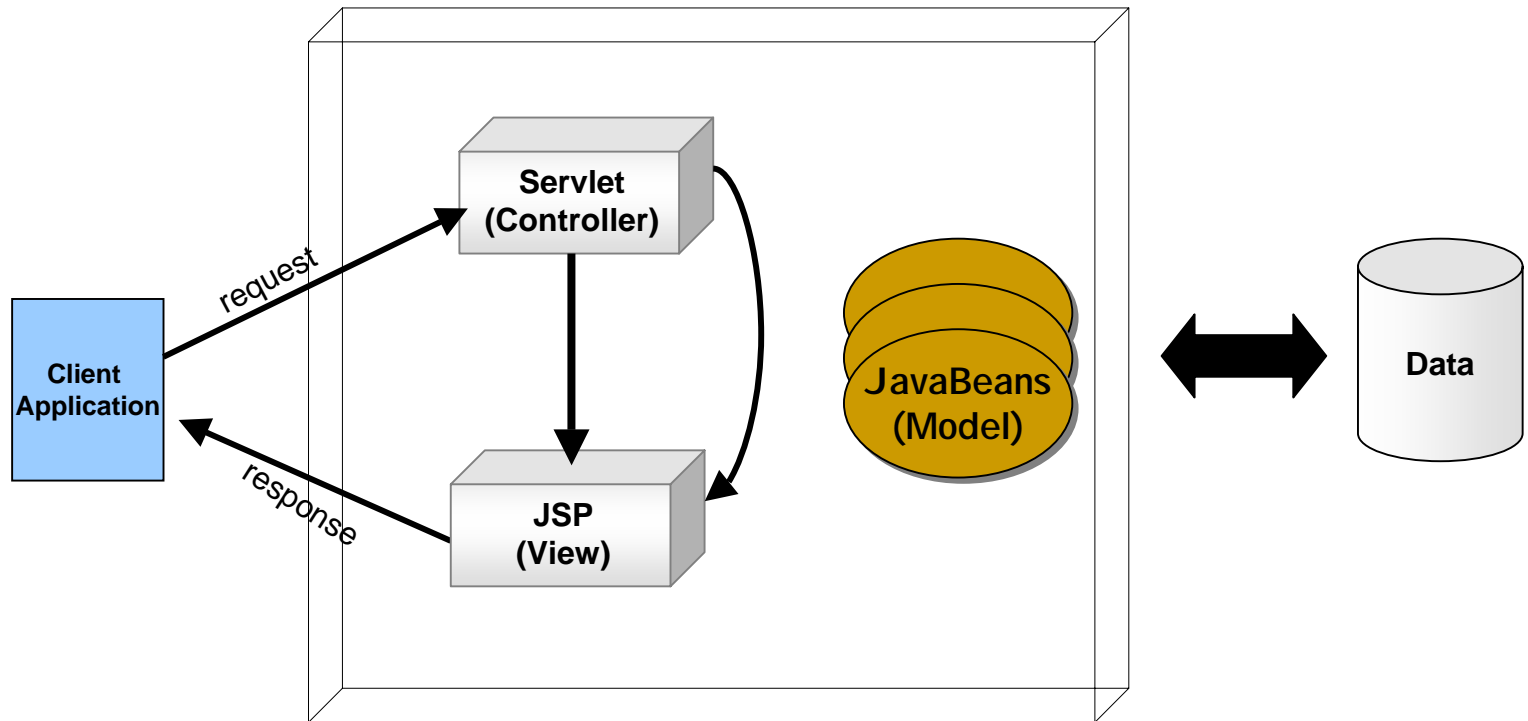 Servlet
(Controller)
request
Client
Application
JavaBeans
(Model)
Data
response
JSP
(View)